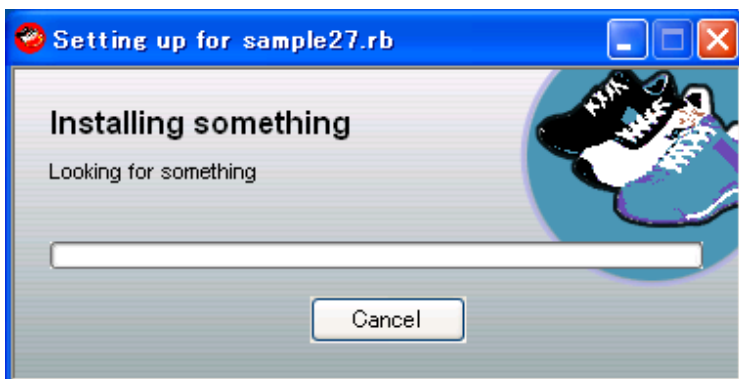 Setting up for sample27.rb
Installing something
Looking for something
Cancel